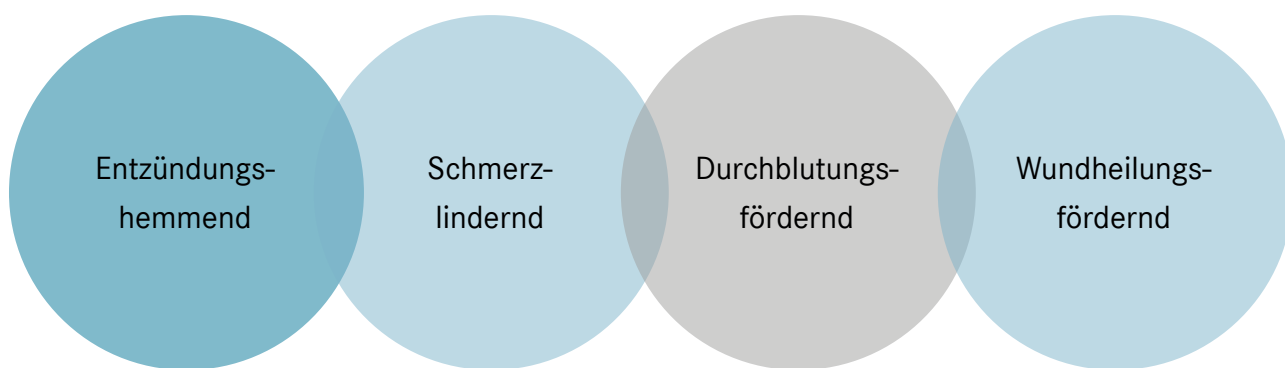 Entzündungs-
hemmend
Schmerz-
lindernd
Durchblutungs-
fördernd
Wundheilungs-
fördernd